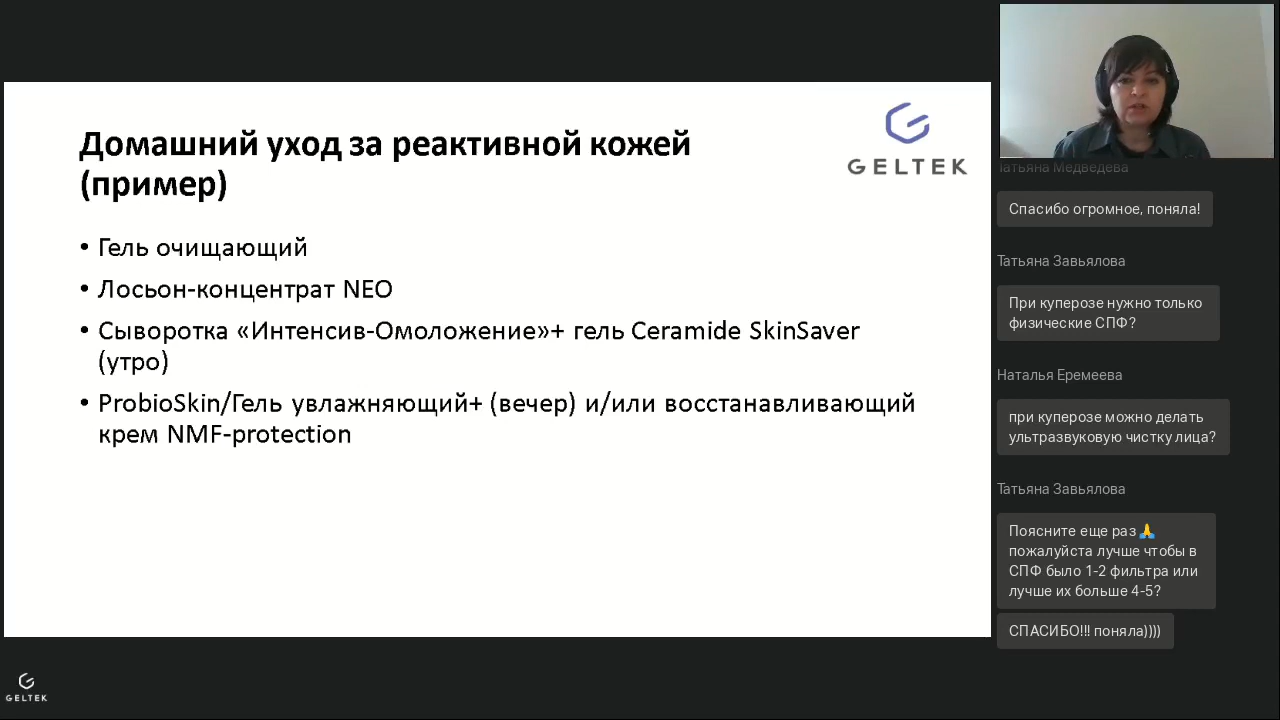 Домашний уход за реактивной кожей
(пример)
GELTEK
• Гель очищающий
• Лосьон-концентрат NEO
• Сыворотка «Интенсив-Омоложение»+ гель Ceramide SkinSaver
(утро)
• ProbioSkin/Гель увлажняющий+ (вечер) и/или восстанавливающий
крем NMF-protection
Татьяна Медведева
Спасибо огромное, поняла!
Татьяна Завьялова
При куперозе нужно только
физические СПФ?
Наталья Еремеева
при куперозе можно делать
ультразвуковую чистку лица?
Татьяна Завьялова
Поясните еще раз🙏
пожалуйста лучше чтобы в
СПФ было 1-2 фильтра или
лучше их больше 4-5?
СПАСИБО!!! поняла))))
GELTEK